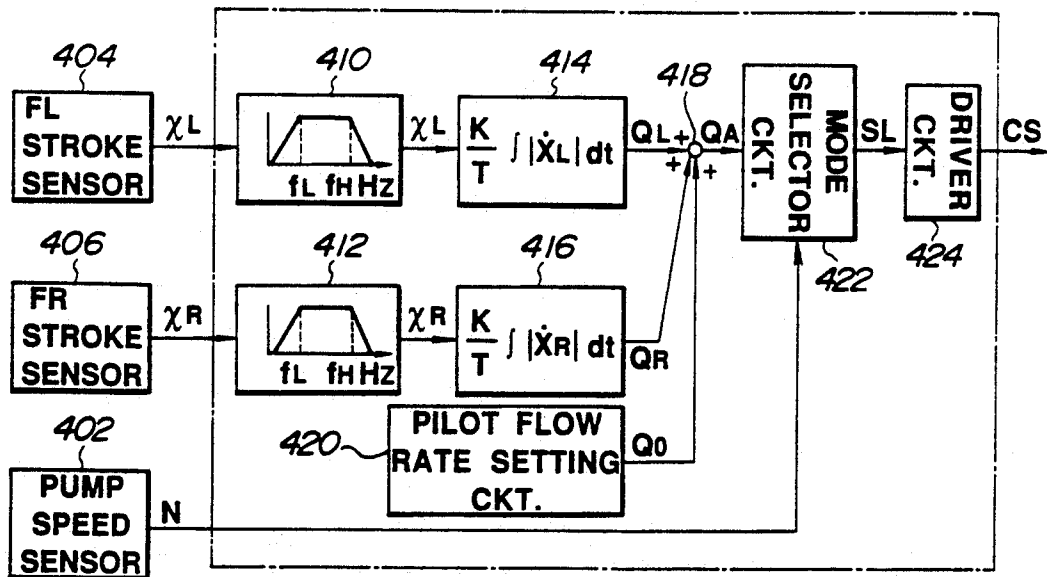 404
FL
STROKE
SENSOR
χL
410
fL fH HZ
χL
414
K/T ∫|ẊL| dt
QL
+
+
+
418
QA
MODE
SELECTOR
CKT.
422
SL
DRIVER
CKT.
424
CS
406
FR
STROKE
SENSOR
χR
412
fL fH HZ
χR
416
K/T ∫|ẊR| dt
QR
420
PILOT FLOW
RATE SETTING
CKT.
Q0
402
PUMP
SPEED
SENSOR
N